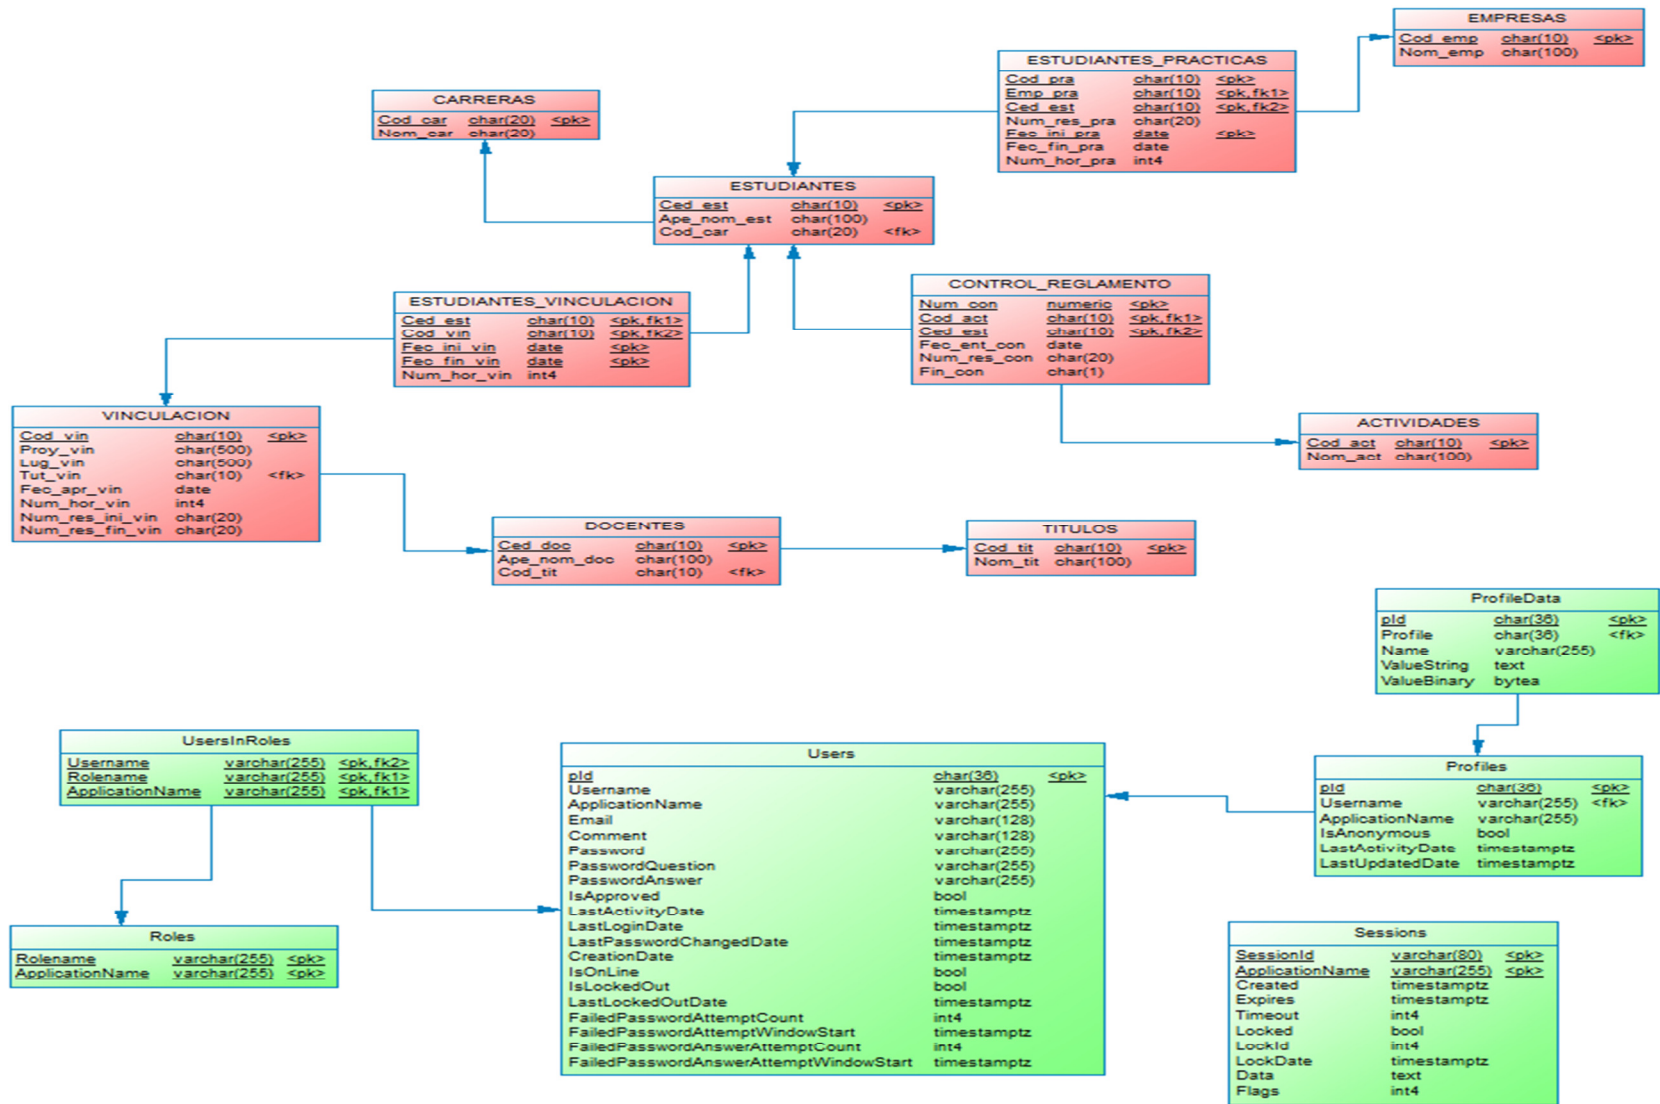 EMPRESAS
Cod_emp char(10) <pk>
Nom_emp char(100)
ESTUDIANTES_PRACTICAS
Cod_pra char(10) <pk>
Emp_pra char(10) <pk,fk1>
Ced_est char(10) <pk,fk2>
Num_res_pra char(20)
Fec_ini_pra date <pk>
Fec_fin_pra date
Num_hor_pra int4
CARRERAS
Cod_car char(20) <pk>
Nom_car char(20)
ESTUDIANTES
Ced_est char(10) <pk>
Ape_nom_est char(100)
Cod_car char(20) <fk>
CONTROL_REGLAMENTO
Num_con numeric <pk>
Cod_act char(10) <pk,fk1>
Ced_est char(10) <pk,fk2>
Fec_ent_con date
Num_res_con char(20)
Fin_con char(1)
ESTUDIANTES_VINCULACION
Ced_est char(10) <pk,fk1>
Cod_vin char(10) <pk,fk2>
Fec_ini_vin date <pk>
Fec_fin_vin date <pk>
Num_hor_vin int4
VINCULACION
Cod_vin char(10) <pk>
Proy_vin char(500)
Lug_vin char(500)
Tut_vin char(10) <fk>
Fec_apr_vin date
Num_hor_vin int4
Num_res_ini_vin char(20)
Num_res_fin_vin char(20)
ACTIVIDADES
Cod_act char(10) <pk>
Nom_act char(100)
DOCENTES
Ced_doc char(10) <pk>
Ape_nom_doc char(100)
Cod_tit char(10) <fk>
TITULOS
Cod_tit char(10) <pk>
Nom_tit char(100)
ProfileData
pId char(36) <pk>
Profile char(36) <fk>
Name varchar(255)
ValueString text
ValueBinary bytea
UsersInRoles
Username varchar(255) <pk,fk2>
Rolename varchar(255) <pk,fk1>
ApplicationName varchar(255) <pk,fk1>
Users
pId char(36) <pk>
Username varchar(255)
ApplicationName varchar(255)
Email varchar(128)
Comment varchar(128)
Password varchar(255)
PasswordQuestion varchar(255)
PasswordAnswer varchar(255)
IsApproved bool
LastActivityDate timestamptz
LastLoginDate timestamptz
LastPasswordChangedDate timestamptz
CreationDate timestamptz
IsOnLine bool
IsLockedOut bool
LastLockedOutDate timestamptz
FailedPasswordAttemptCount int4
FailedPasswordAttemptWindowStart timestamptz
FailedPasswordAnswerAttemptCount int4
FailedPasswordAnswerAttemptWindowStart timestamptz
Profiles
pId char(36) <pk>
Username varchar(255) <fk>
ApplicationName varchar(255)
IsAnonymous bool
LastActivityDate timestamptz
LastUpdatedDate timestamptz
Roles
Rolename varchar(255) <pk>
ApplicationName varchar(255) <pk>
Sessions
SessionId varchar(80) <pk>
ApplicationName varchar(255) <pk>
Created timestamptz
Expires timestamptz
Timeout int4
Locked bool
LockId int4
LockDate timestamptz
Data text
Flags int4